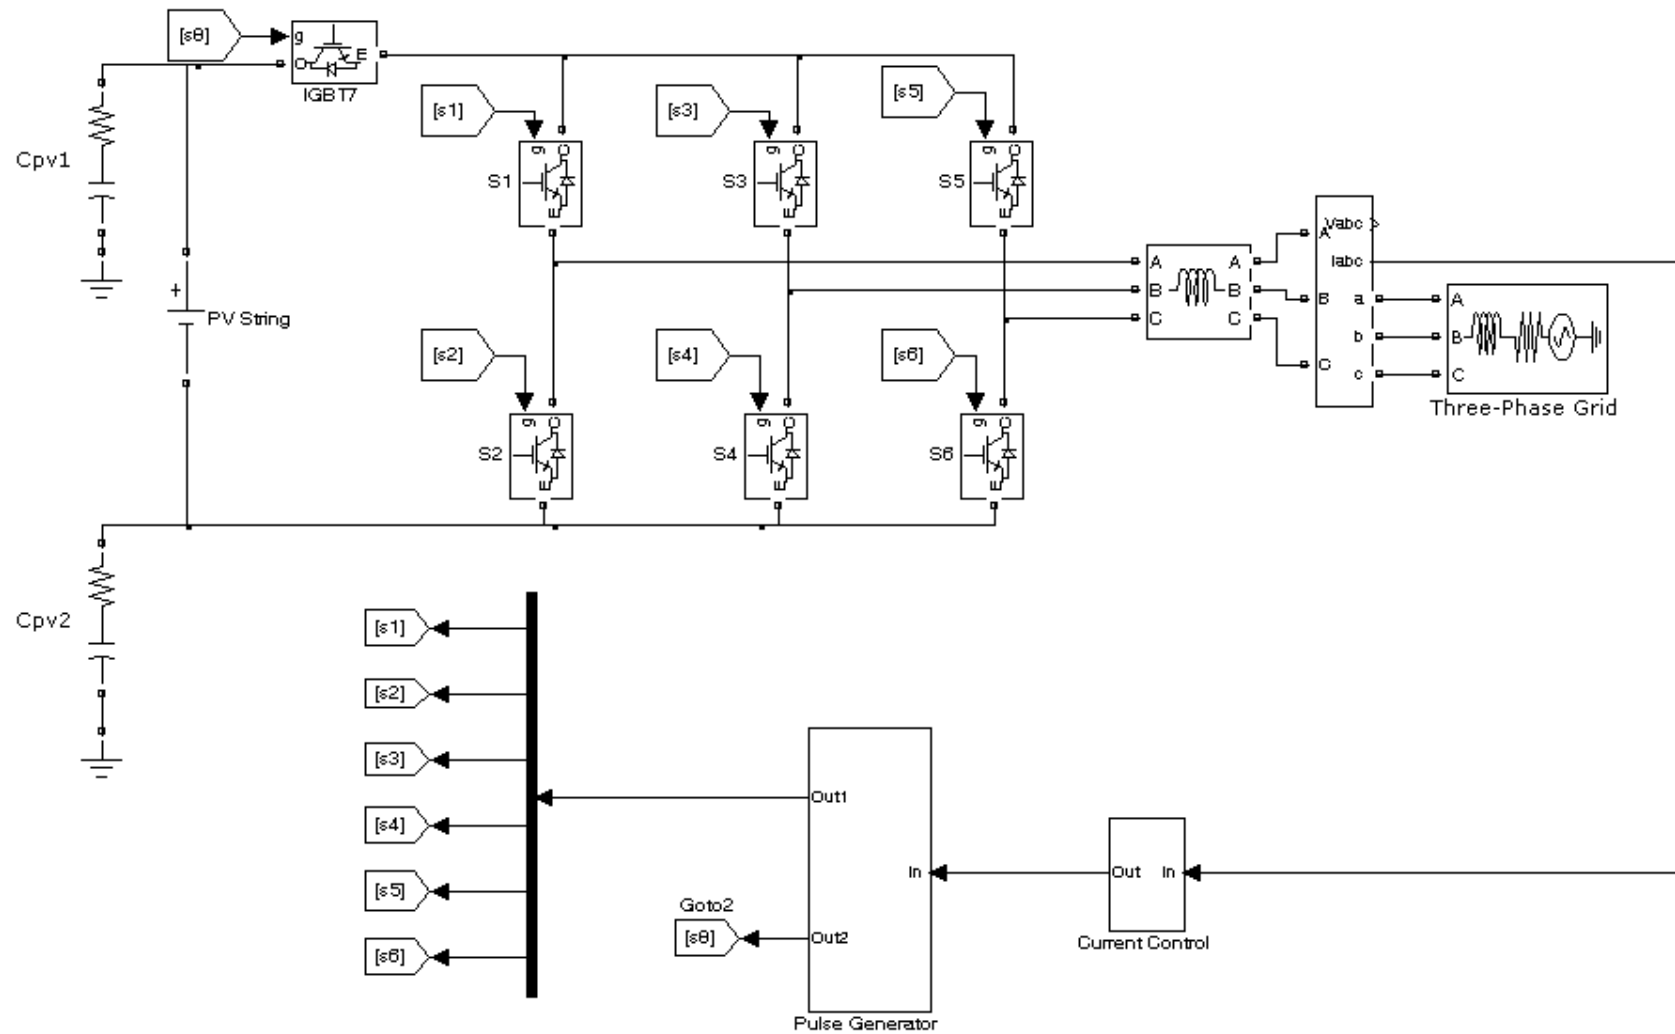 [s8]
g
C
E
IGBT7
[s1]
[s3]
[s5]
g C
g C
g C
Cpv1
S1
S3
S5
E
E
E
Vabc
A
Iabc
A A
B B
C C
B
a
b
C
c
A
B
C
Three-Phase Grid
+
PV String
[s2]
[s4]
[s6]
g C
g C
g C
S2
S4
S6
E
E
E
Cpv2
[s1]
[s2]
[s3]
[s4]
[s5]
[s6]
Out1
In
Out2
Goto2
[s8]
Pulse Generator
Out In
Current Control